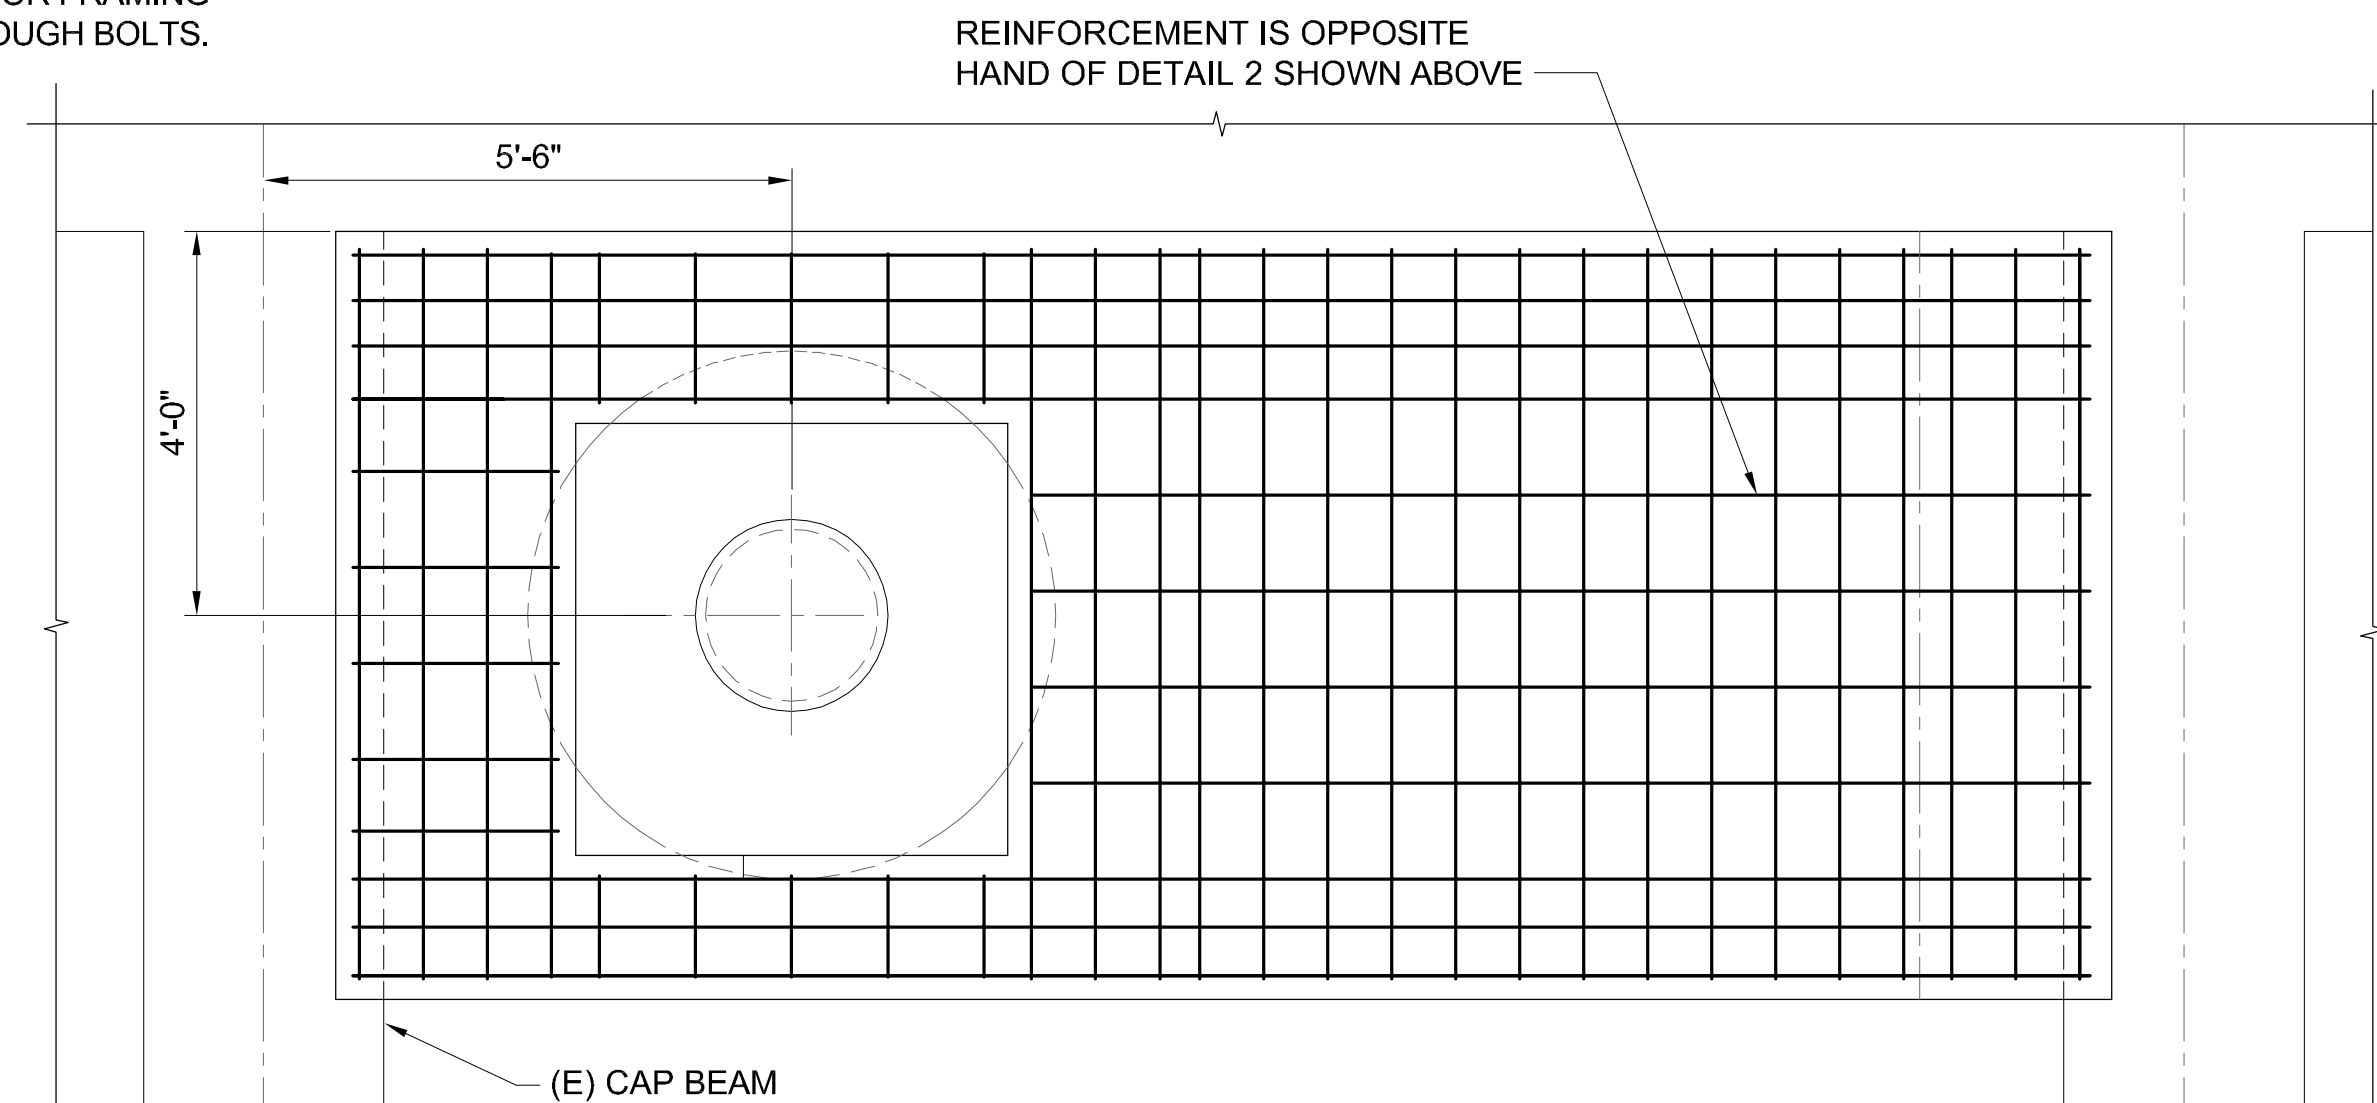 OUGH BOLTS.
REINFORCEMENT IS OPPOSITE
HAND OF DETAIL 2 SHOWN ABOVE
5'-6"
4'-0"
(E) CAP BEAM